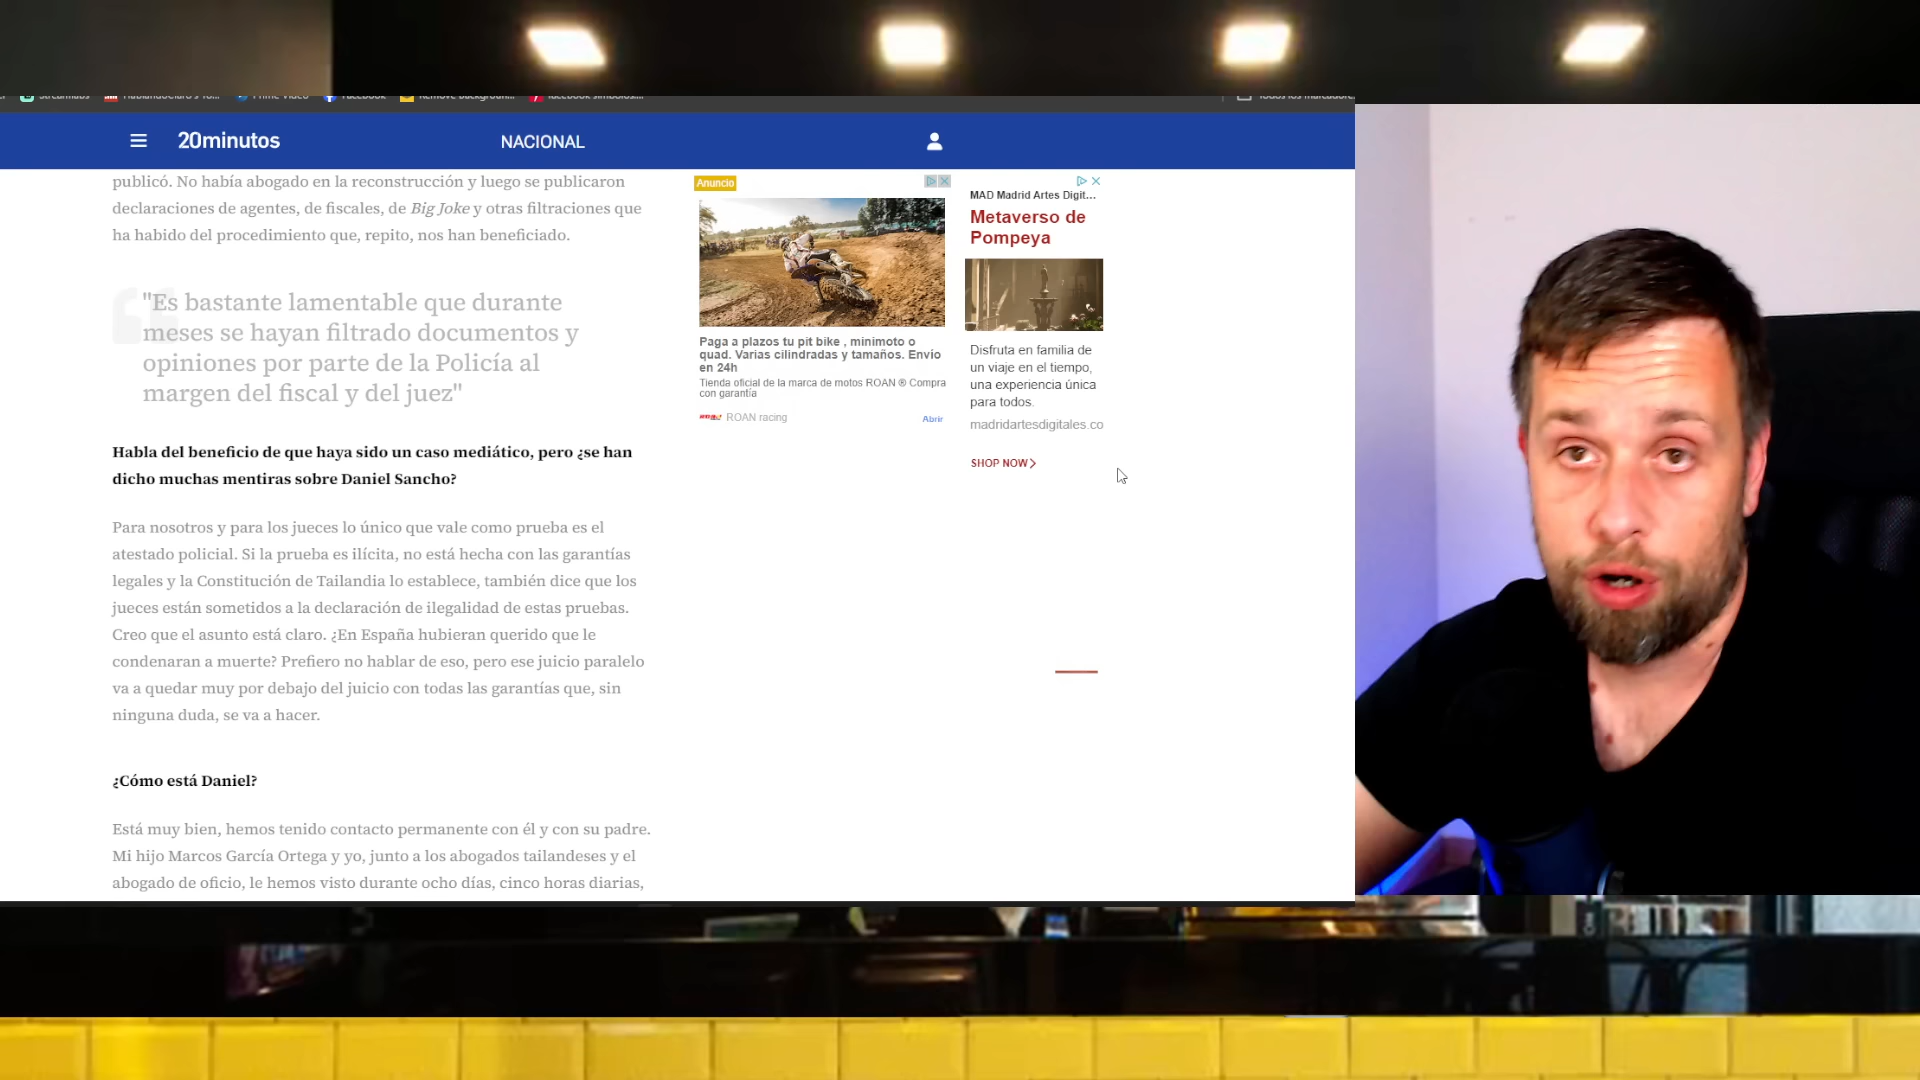 Prime Video
Facebook
20minutos
NACIONAL
publicó. No había abogado en la reconstrucción y luego se publicaron
declaraciones de agentes, de fiscales, de Big Joke y otras filtraciones que
ha habido del procedimiento que, repito, nos han beneficiado.
"Es bastante lamentable que durante
meses se hayan filtrado documentos y
opiniones por parte de la Policía al
margen del fiscal y del juez"
Habla del beneficio de que haya sido un caso mediático, pero ¿se han
dicho muchas mentiras sobre Daniel Sancho?
Para nosotros y para los jueces lo único que vale como prueba es el
atestado policial. Si la prueba es ilícita, no está hecha con las garantías
legales y la Constitución de Tailandia lo establece, también dice que los
jueces están sometidos a la declaración de ilegalidad de estas pruebas.
Creo que el asunto está claro. ¿En España hubieran querido que le
condenaran a muerte? Prefiero no hablar de eso, pero ese juicio paralelo
va a quedar muy por debajo del juicio con todas las garantías que, sin
ninguna duda, se va a hacer.
¿Cómo está Daniel?
Está muy bien, hemos tenido contacto permanente con él y con su padre.
Mi hijo Marcos García Ortega y yo, junto a los abogados tailandeses y el
abogado de oficio, le hemos visto durante ocho días, cinco horas diarias,
Anuncio
Paga a plazos tu pit bike , minimoto o
quad. Varias cilindradas y tamaños. Envío
en 24h
Tienda oficial de la marca de motos ROAN ® Compra
con garantía
ROAN racing
Abrir
MAD Madrid Artes Digit...
Metaverso de
Pompeya
Disfruta en familia de
un viaje en el tiempo,
una experiencia única
para todos.
madridartesdigitales.co
SHOP NOW